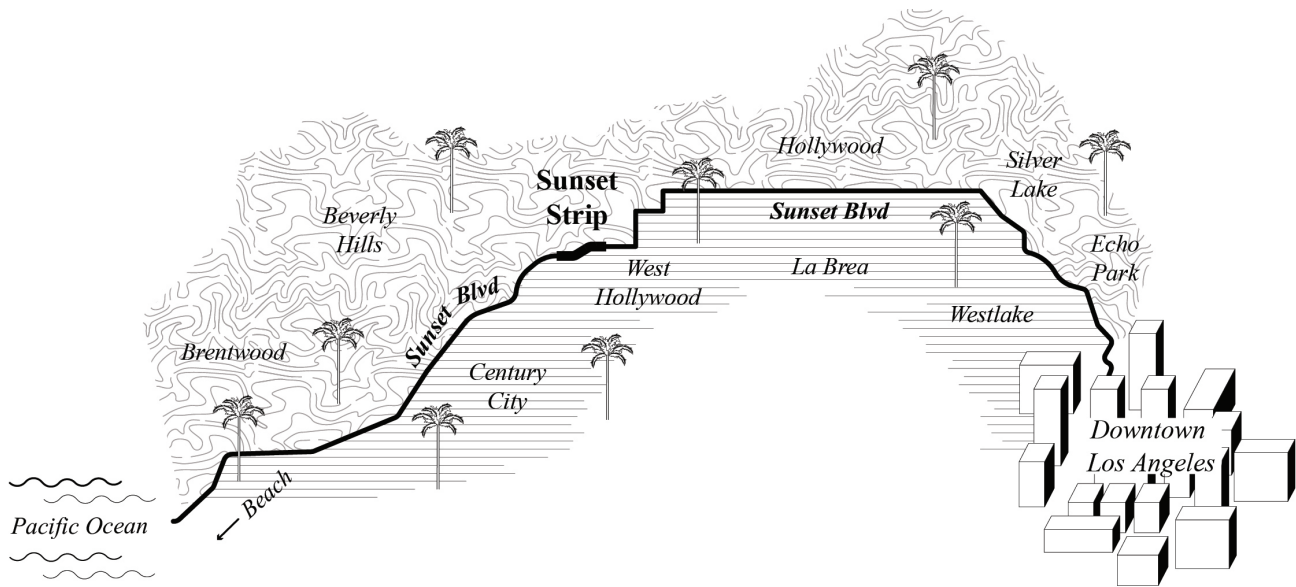 Hollywood
Silver
Lake
Sunset
Strip
Beverly
Hills
Sunset Blvd
Echo
Park
West
Hollywood
La Brea
Sunset Blvd
Westlake
Brentwood
Century
City
Downtown
Los Angeles
Beach
Pacific Ocean